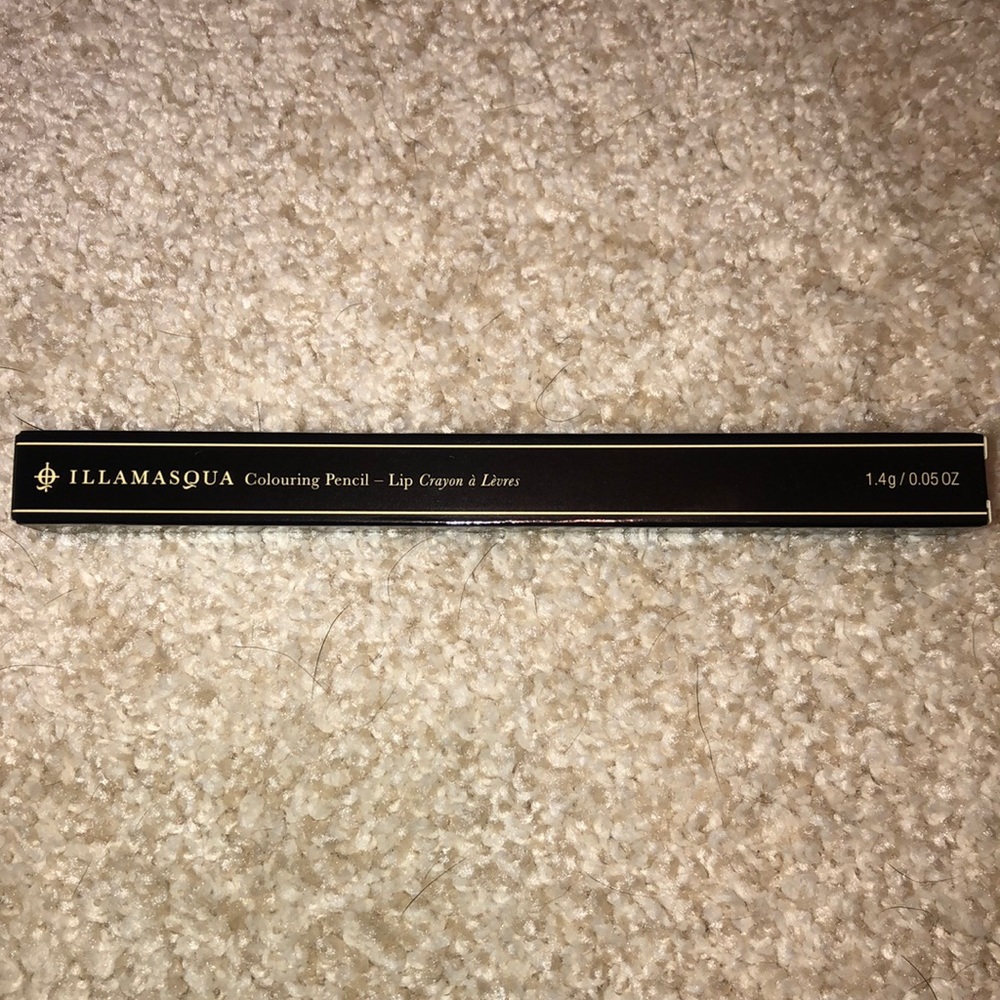 ILLAMASQUA Colouring Pencil – Lip Crayon à Lèvres 1.4g / 0.05 OZ